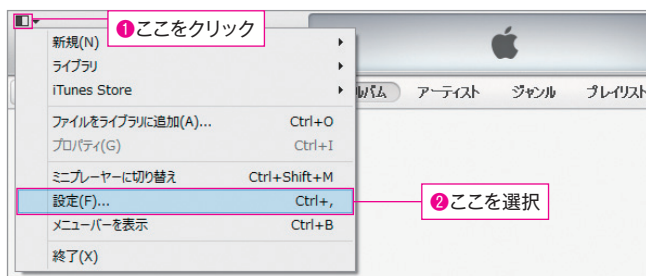 ❶ここをクリック
新規(N)
ライブラリ
iTunes Store
ファイルをライブラリに追加(A)... Ctrl+O
プロパティ(G) Ctrl+I
ミニプレーヤーに切り替え Ctrl+Shift+M
設定(F)... Ctrl+,
メニューバーを表示 Ctrl+B
終了(X)
ルバム アーティスト ジャンル プレイリスト
❷ここを選択